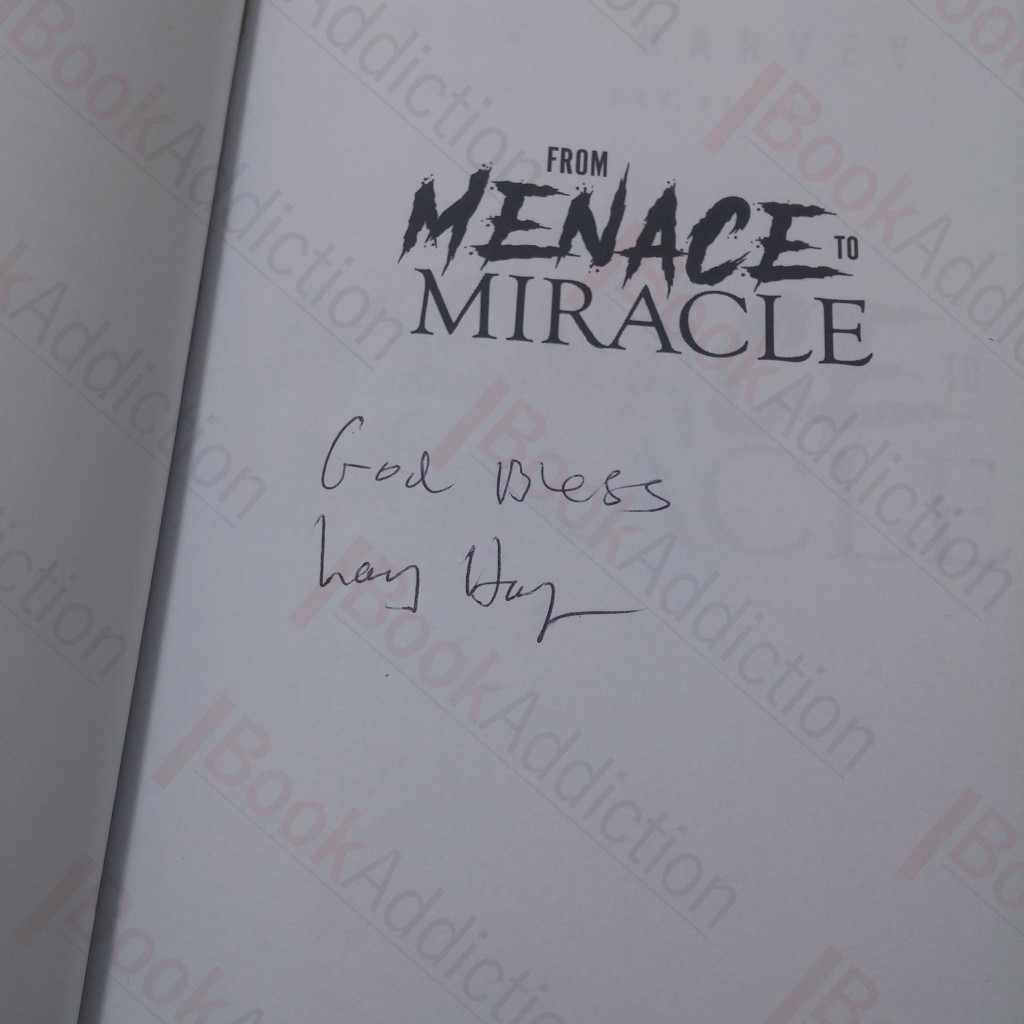 FROM
MENACE TO
MIRACLE
God Bless